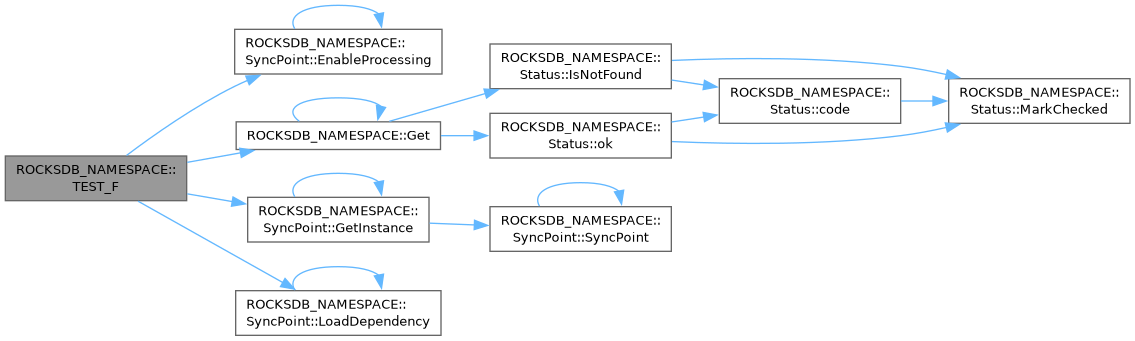 ROCKSDB_NAMESPACE::
TEST_F
ROCKSDB_NAMESPACE::
SyncPoint::EnableProcessing
ROCKSDB_NAMESPACE::Get
ROCKSDB_NAMESPACE::
Status::IsNotFound
ROCKSDB_NAMESPACE::
Status::code
ROCKSDB_NAMESPACE::
Status::MarkChecked
ROCKSDB_NAMESPACE::
Status::ok
ROCKSDB_NAMESPACE::
SyncPoint::GetInstance
ROCKSDB_NAMESPACE::
SyncPoint::SyncPoint
ROCKSDB_NAMESPACE::
SyncPoint::LoadDependency